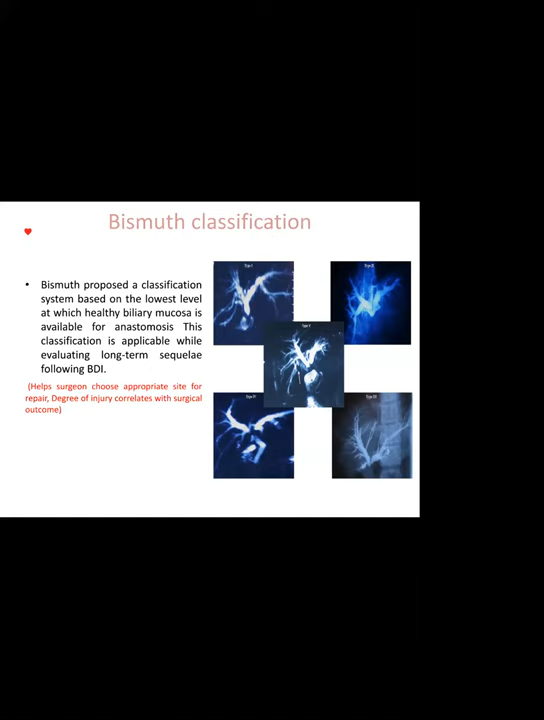 Bismuth classification
• Bismuth proposed a classification
system based on the lowest level
at which healthy biliary mucosa is
available for anastomosis This
classification is applicable while
evaluating long-term sequelae
following BDI.
(Helps surgeon choose appropriate site for
repair, Degree of injury correlates with surgical
outcome)
Type I
Type II
Type V
Type IV
Type III